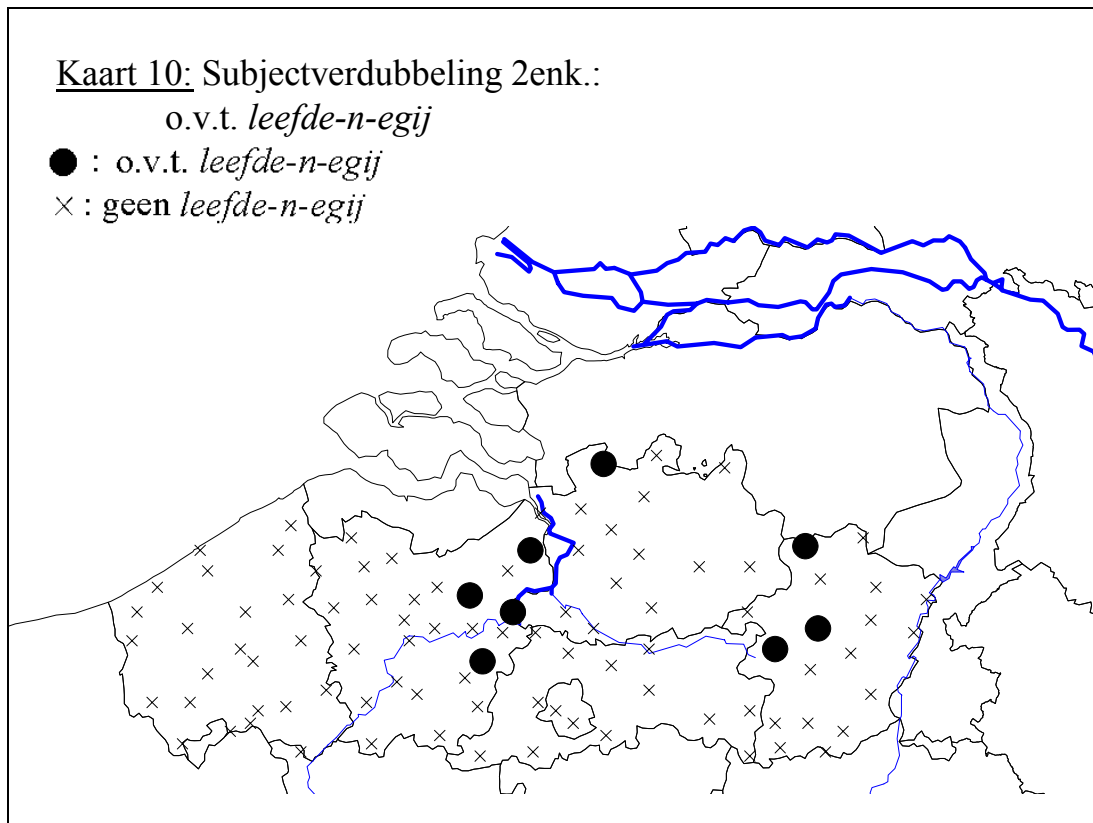 Kaart 10: Subjectverdubbeling 2enk.:
o.v.t. leefde-n-egij
● : o.v.t. leefde-n-egij
× : geen leefde-n-egij